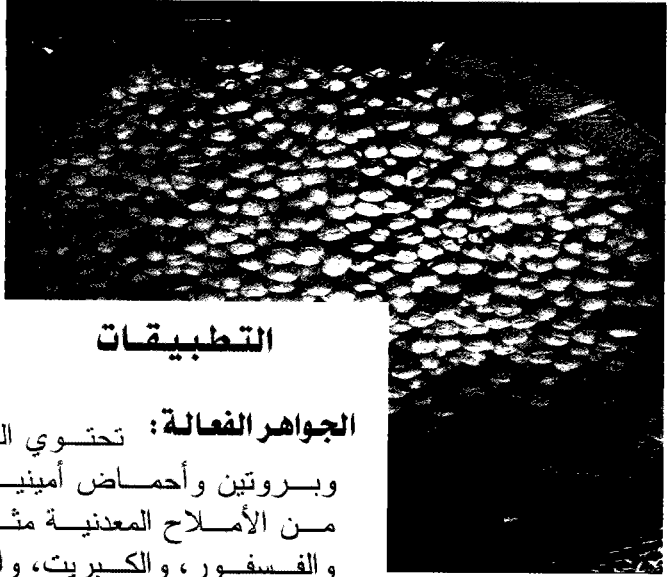 التطبيقات
الجواهر الفعالة: تحتوي
وبروتين وأحماض
من الأملاح المعدنية
والفسفور، والكبريت،